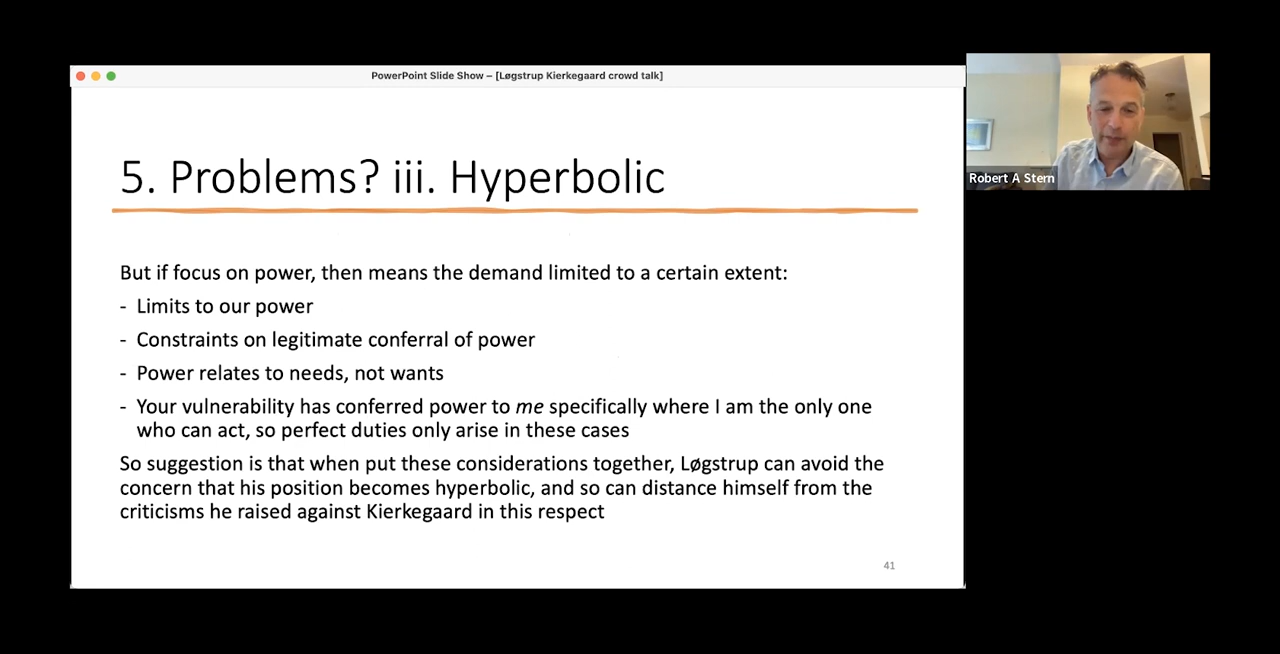 PowerPoint Slide Show – [Løgstrup Kierkegaard crowd talk]
Robert A Stern
5. Problems? iii. Hyperbolic
But if focus on power, then means the demand limited to a certain extent:
- Limits to our power
- Constraints on legitimate conferral of power
- Power relates to needs, not wants
- Your vulnerability has conferred power to me specifically where I am the only one
who can act, so perfect duties only arise in these cases
So suggestion is that when put these considerations together, Løgstrup can avoid the
concern that his position becomes hyperbolic, and so can distance himself from the
criticisms he raised against Kierkegaard in this respect
41